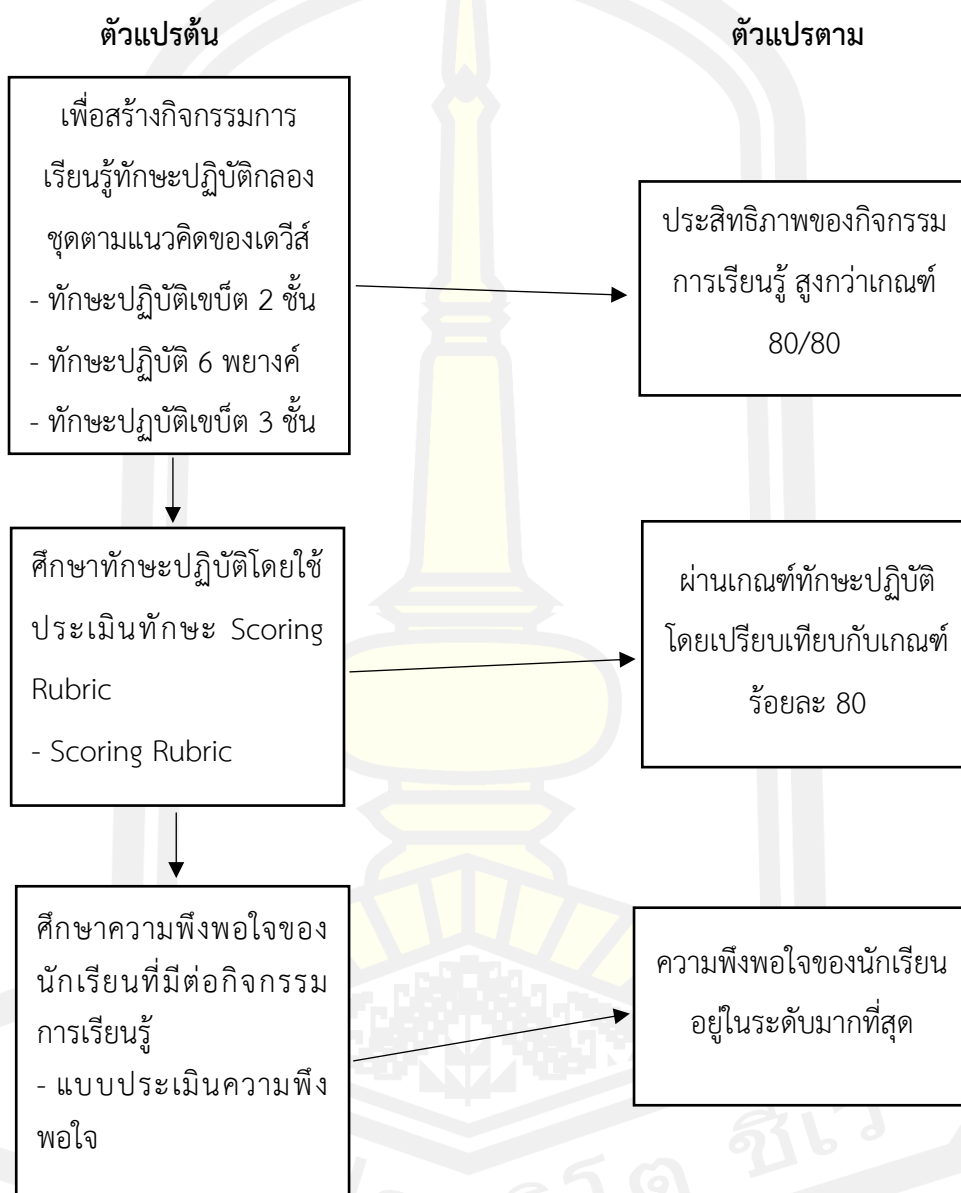 ตัวแปรต้น
ตัวแปรตาม
เพื่อสร้างกิจกรรมการ
เรียนรู้ทักษะปฏิบัติกลอง
ชุดตามแนวคิดของเดวีส์
- ทักษะปฏิบัติเขบ็ต 2 ชั้น
- ทักษะปฏิบัติ 6 พยางค์
- ทักษะปฏบัติเขบ็ต 3 ชั้น
ประสิทธิภาพของกิจกรรม
การเรียนรู้ สูงกว่าเกณฑ์
80/80
ศึกษาทักษะปฏิบัติโดยใช้
ประเมินทักษะ Scoring
Rubric
- Scoring Rubric
ผ่านเกณฑ์ทักษะปฏิบัติ
โดยเปรียบเทียบกับเกณฑ์
ร้อยละ 80
ศึกษาความพึงพอใจของ
นักเรียนที่มีต่อกิจกรรม
การเรียนรู้
- แบบประเมินความพึง
พอใจ
ความพึงพอใจของนักเรียน
อยู่ในระดับมากที่สุด